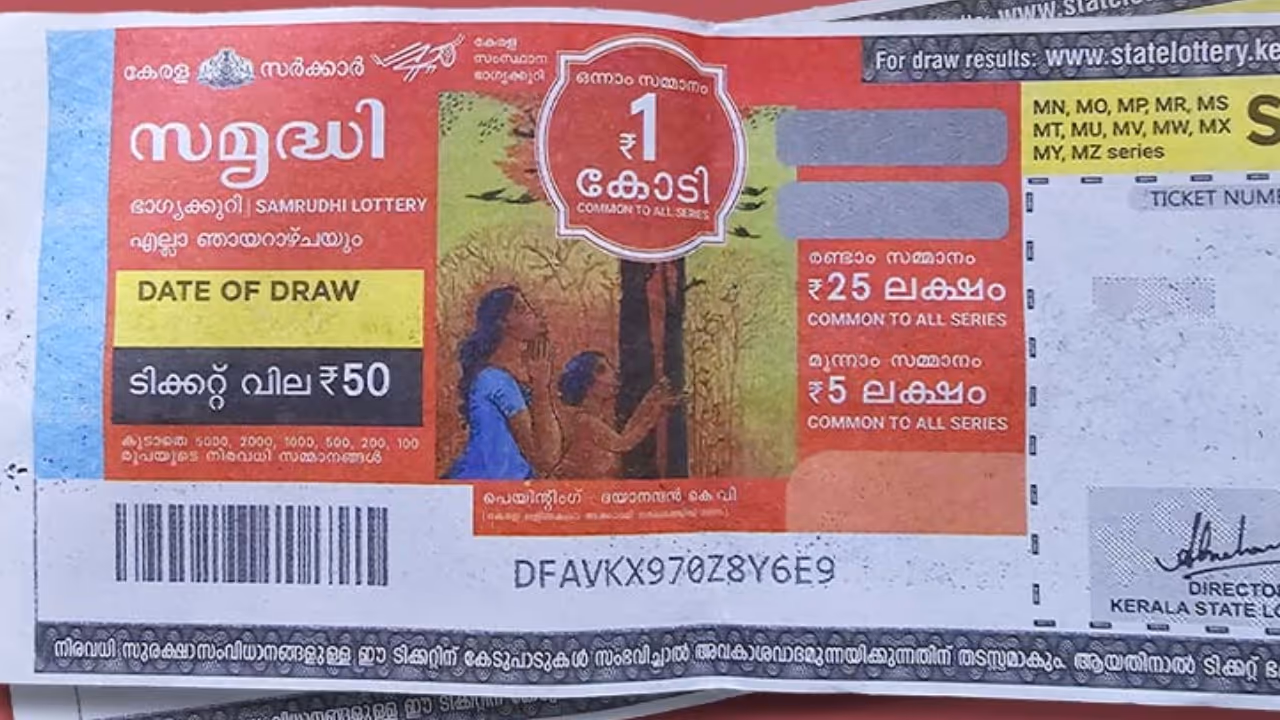 കേരള സർക്കാർ
കേരള
സംസ്ഥാന
ഭാഗ്യക്കുറി
സമൃദ്ധി
ഭാഗ്യക്കുറി | SAMRUDHI LOTTERY
എല്ലാ ഞായറാഴ്ചയും
DATE OF DRAW
ടിക്കറ്റ് വില ₹50
കൂടാതെ 5000, 2000, 1000, 500, 200, 100
രൂപയുടെ നിരവധി സമ്മാനങ്ങൾ
ഒന്നാം സമ്മാനം
₹1
കോടി
COMMON TO ALL SERIES
രണ്ടാം സമ്മാനം
₹25 ലക്ഷം
COMMON TO ALL SERIES
മൂന്നാം സമ്മാനം
₹5 ലക്ഷം
COMMON TO ALL SERIES
പെയിന്റിംഗ് - ദയാനന്ദൻ കെ വി
DFAVKX970Z8Y6E9
For draw results: www.statelottery.ke
MN, MO, MP, MR, MS
MT, MU, MV, MW, MX
MY, MZ series
S
TICKET NUM
DIRECTO
KERALA STATE LO
നിരവധി സുരക്ഷാസംവിധാനങ്ങളുള്ള ഈ ടിക്കറ്റിന് കേടുപാടുകൾ സംഭവിച്ചാൽ അവകാശവാദമുന്നയിക്കുന്നതിന് തടസ്സമാകും. ആയതിനാൽ ടിക്കറ്റ്